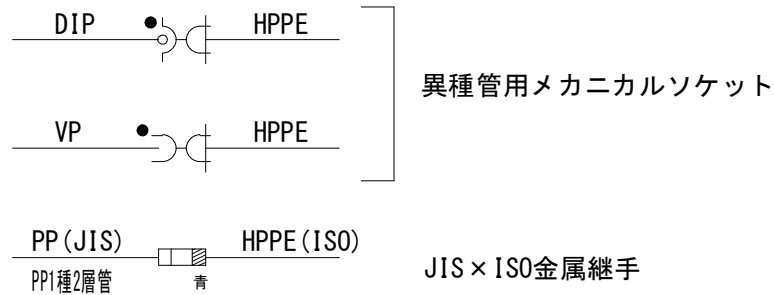 DIP HPPE
異種管用メカニカルソケット
VP HPPE
PP(JIS) HPPE(ISO)
PP1種2層管 青
JIS×ISO金属継手